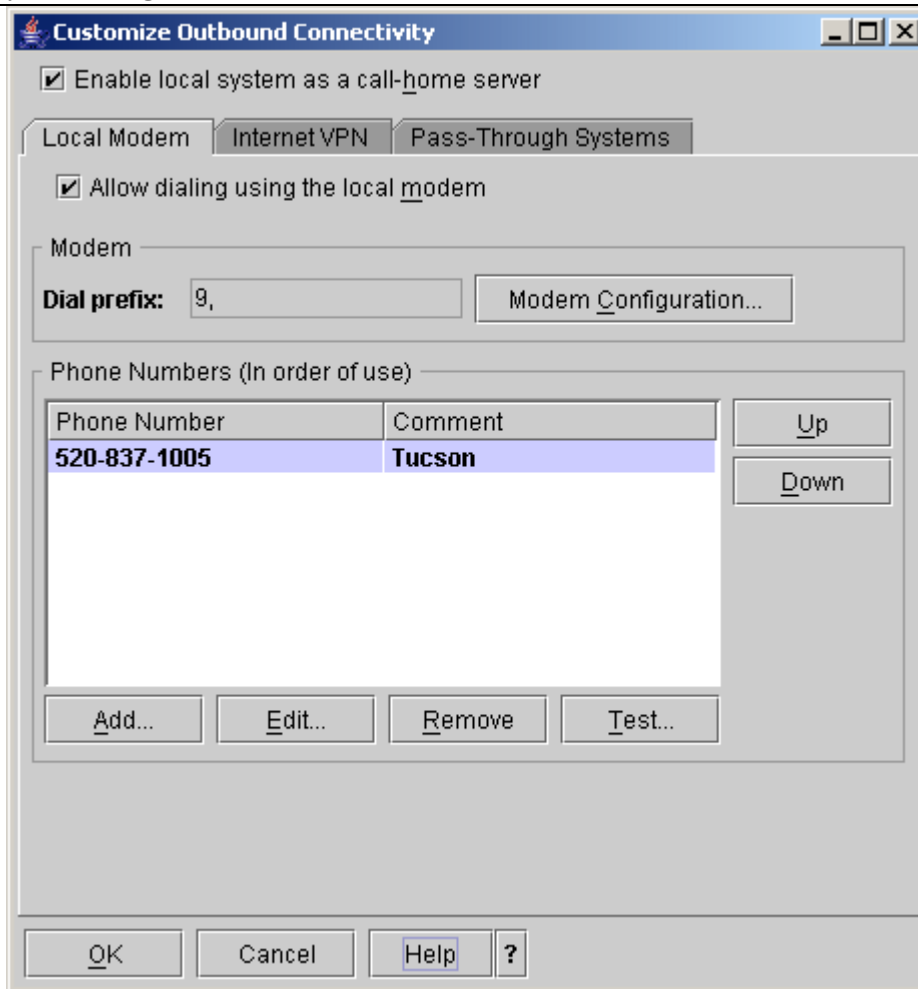 Customize Outbound Connectivity
Enable local system as a call-home server
Local Modem Internet VPN Pass-Through Systems
Allow dialing using the local modem
Modem
Dial prefix: 9, Modem Configuration...
Phone Numbers (In order of use)
Phone Number Comment Up
520-837-1005 Tucson
Down
Add... Edit... Remove Test...
OK Cancel Help ?